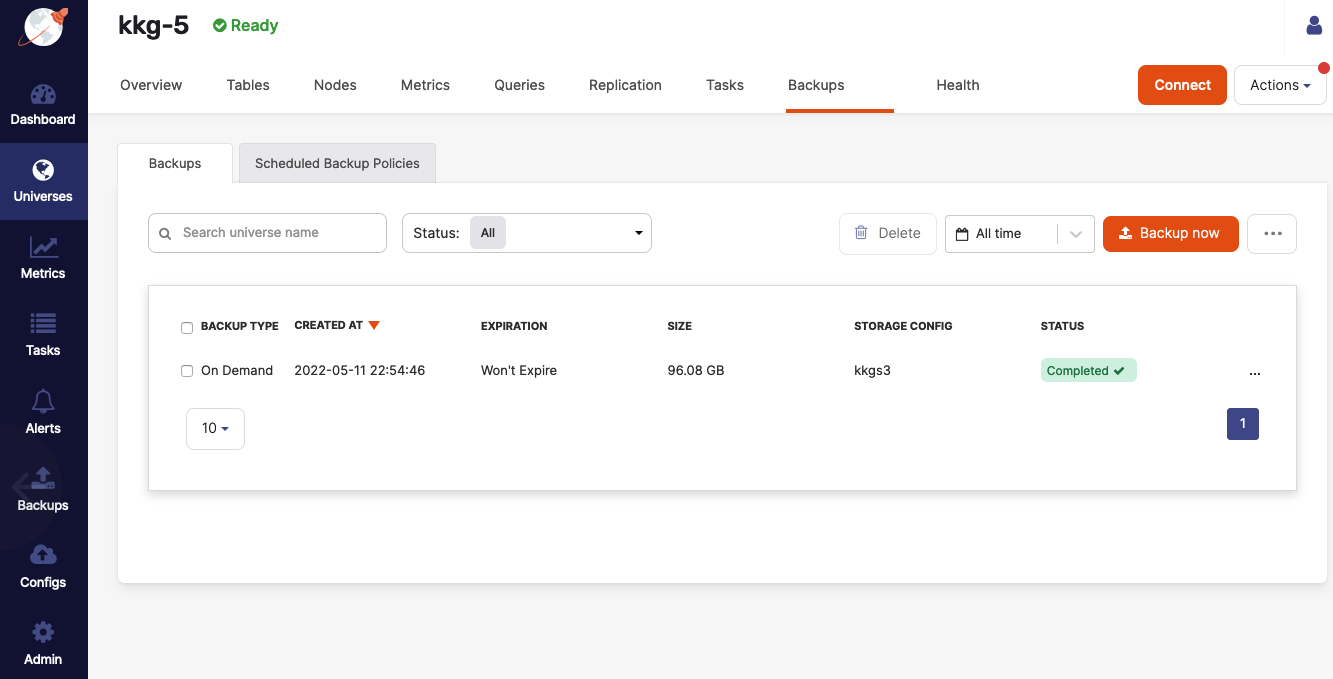 kkg-5 Ready
Overview Tables Nodes Metrics Queries Replication Tasks Backups Health Connect Actions
Dashboard
Universes
Metrics
Tasks
Alerts
Backups
Configs
Admin
Backups Scheduled Backup Policies
Search universe name Status: All Delete All time Backup now ...
BACKUP TYPE CREATED AT EXPIRATION SIZE STORAGE CONFIG STATUS
On Demand 2022-05-11 22:54:46 Won't Expire 96.08 GB kkgs3 Completed ...
10 1